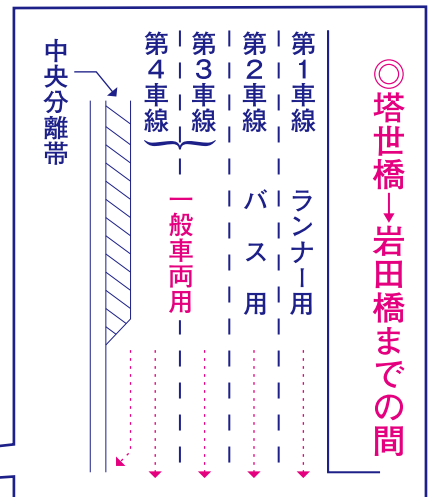 ◎塔世橋→岩田橋までの間
第1車線
ランナー用
第2車線
バス用
第3車線
第4車線
一般車両用
中央分離帯